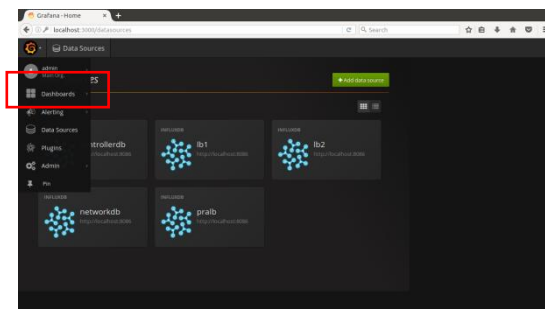 Grafana - Home
localhost:3000/datasources
Search
Data Sources
admin
Main Org.
Dashboards
Alerting
Data Sources
Plugins
Admin
Pin
Add data source
INFLUXDB
lb1
http://localhost:8086
INFLUXDB
lb2
http://localhost:8086
ntrollerdb
//localhost:8086
INFLUXDB
networkdb
http://localhost:8086
INFLUXDB
pralb
http://localhost:8086